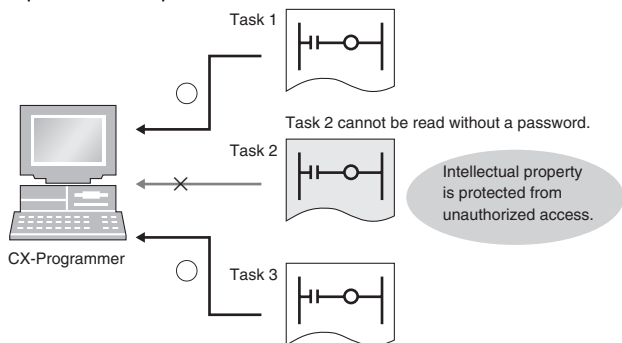 Task 1
Task 2 cannot be read without a password.
Task 2
Intellectual property
is protected from
unauthorized access.
CX-Programmer
Task 3